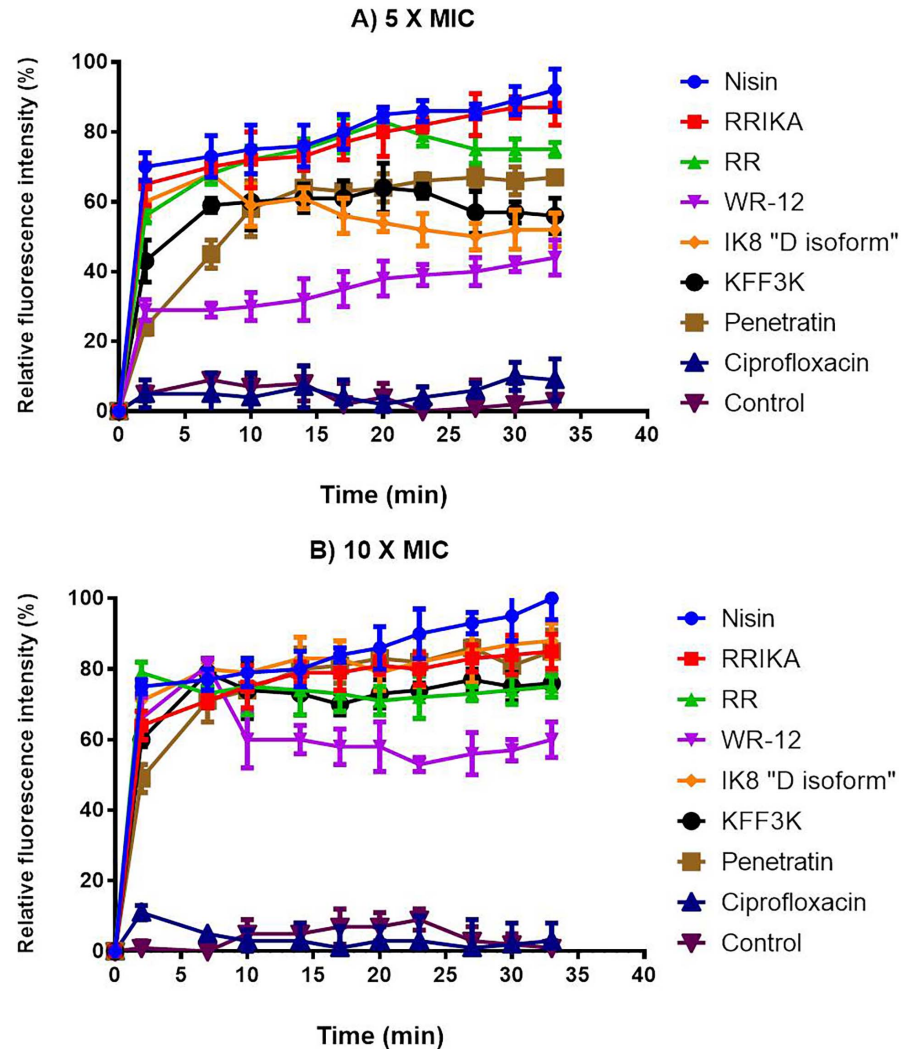 A) 5 X MIC
Relative fluorescence intensity (%)
100
80
60
40
20
0
0 5 10 15 20 25 30 35 40
Time (min)
Nisin
RRIKA
RR
WR-12
IK8 "D isoform"
KFF3K
Penetratin
Ciprofloxacin
Control
B) 10 X MIC
Relative fluorescence intensity (%)
100
80
60
40
20
0
0 5 10 15 20 25 30 35 40
Time (min)
Nisin
RRIKA
RR
WR-12
IK8 "D isoform"
KFF3K
Penetratin
Ciprofloxacin
Control